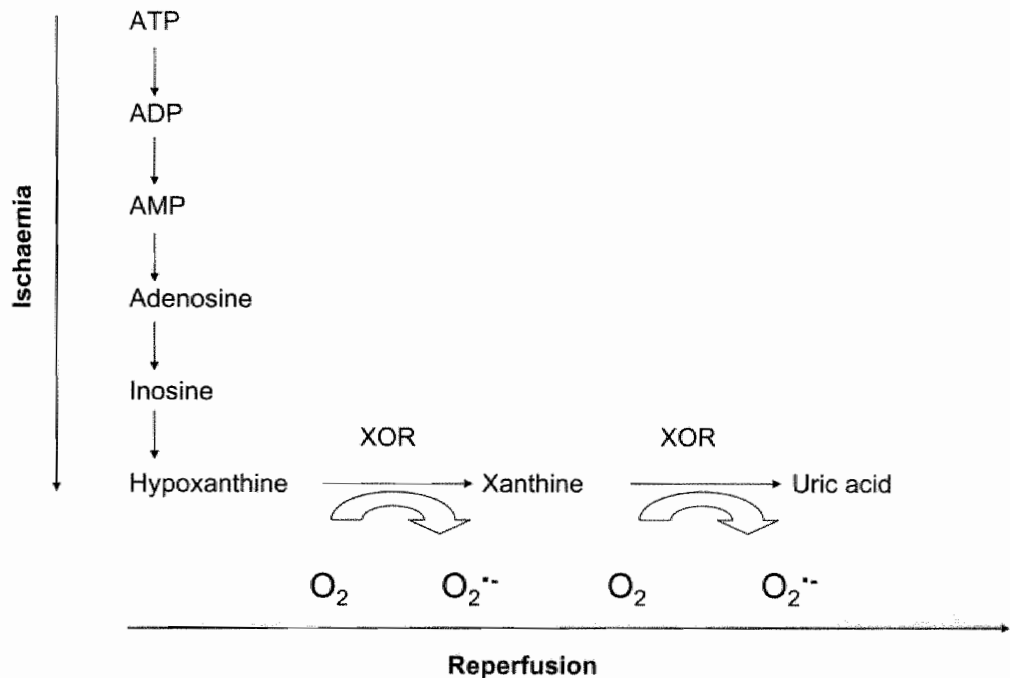 ATP
ADP
AMP
Adenosine
Inosine
Ischaemia
XOR XOR
Hypoxanthine Xanthine Uric acid
O₂ O₂˙⁻ O₂ O₂˙⁻
Reperfusion